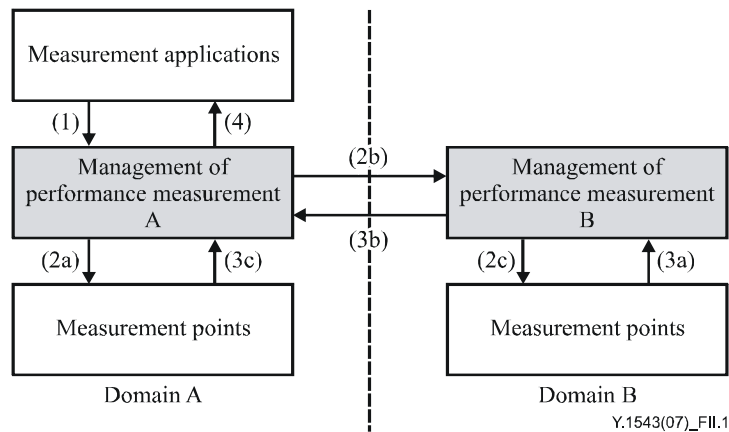 Measurement applications
(1)
(4)
Management of
performance measurement
A
(2b)
(3b)
Management of
performance measurement
B
(2a)
(3c)
(2c)
(3a)
Measurement points
Measurement points
Domain A
Domain B
Y.1543(07)_FII.1